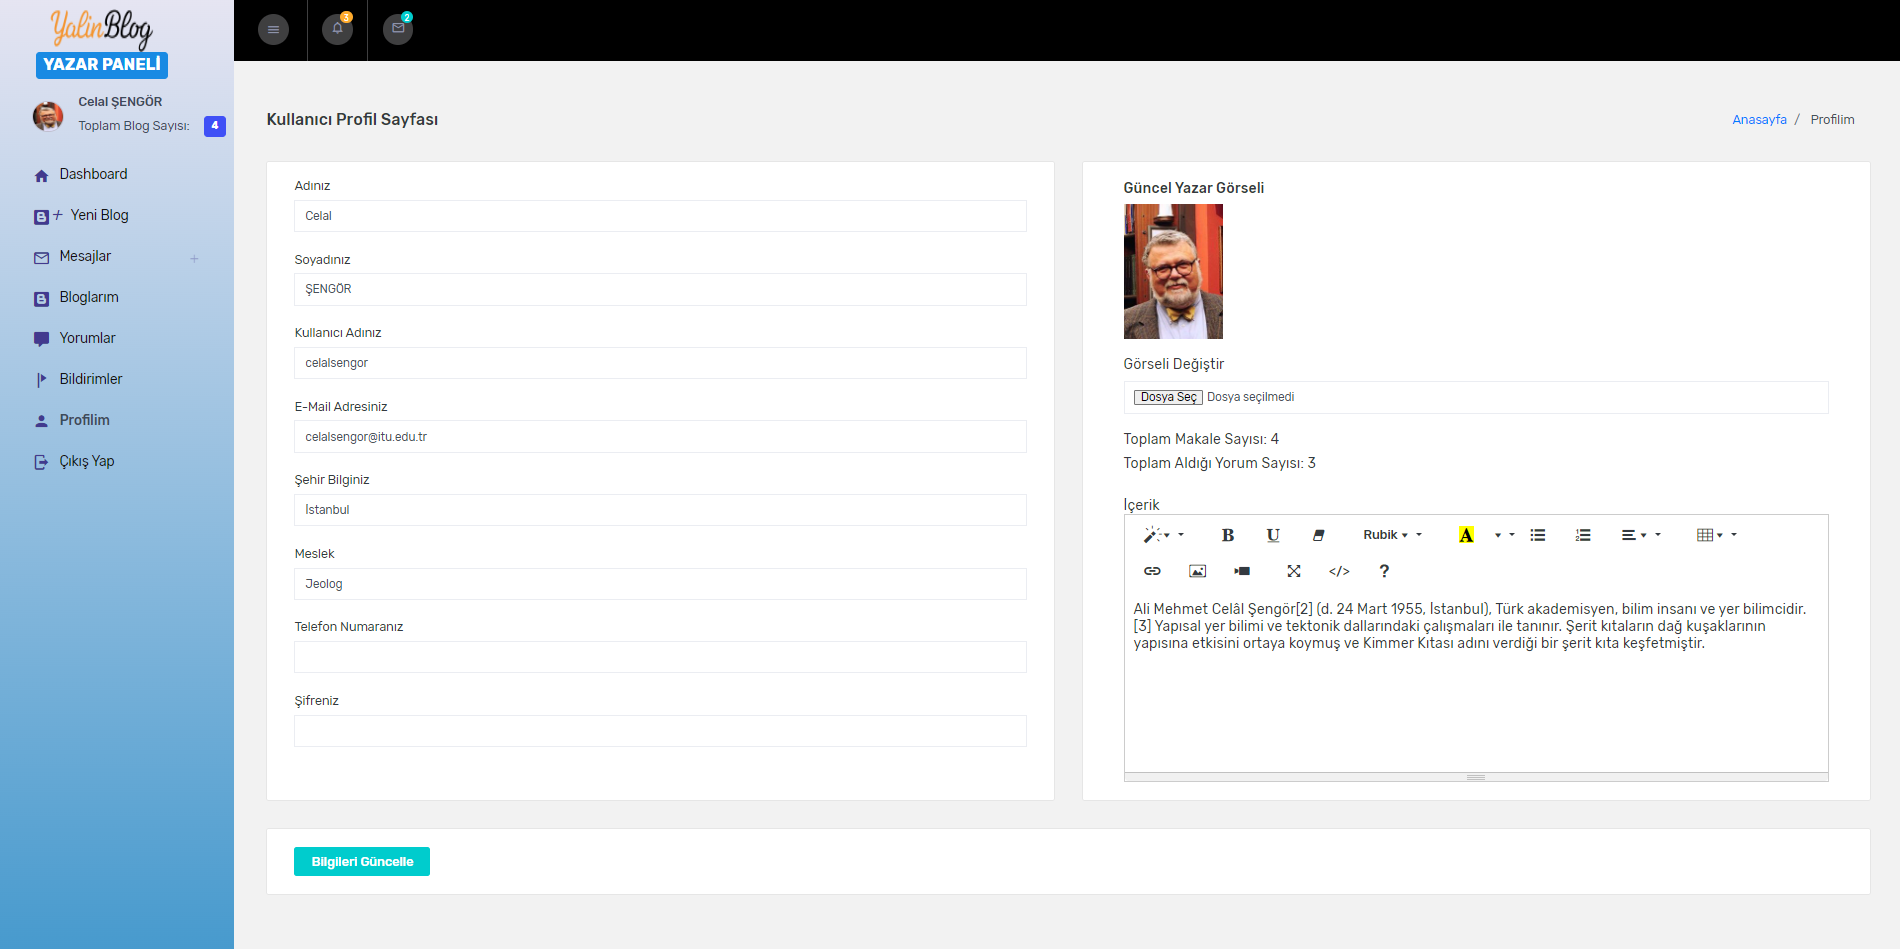 YalinBlog
YAZAR PANELİ
Celal ŞENGÖR
Toplam Blog Sayısı: 4
Dashboard
Yeni Blog
Mesajlar +
Bloglarım
Yorumlar
Bildirimler
Profilim
Çıkış Yap
3
2
Kullanıcı Profil Sayfası
Anasayfa / Profilim
Adınız
Celal
Soyadınız
ŞENGÖR
Kullanıcı Adınız
celalsengor
E-Mail Adresiniz
celalsengor@itu.edu.tr
Şehir Bilginiz
İstanbul
Meslek
Jeolog
Telefon Numaranız
Şifreniz
Güncel Yazar Görseli
Görseli Değiştir
Dosya Seç Dosya seçilmedi
Toplam Makale Sayısı: 4
Toplam Aldığı Yorum Sayısı: 3
İçerik
B U Rubik A
</> ?
Ali Mehmet Celâl Şengör[2] (d. 24 Mart 1955, İstanbul), Türk akademisyen, bilim insanı ve yer bilimcidir.
[3] Yapısal yer bilimi ve tektonik dallarındaki çalışmaları ile tanınır. Şerit kıtaların dağ kuşaklarının
yapısına etkisini ortaya koymuş ve Kimmer Kıtası adını verdiği bir şerit kıta keşfetmiştir.
Bilgileri Güncelle